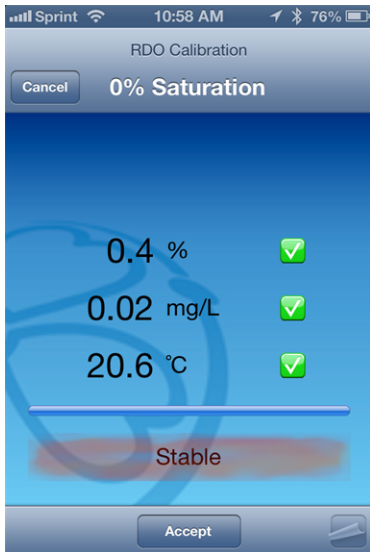 Sprint 10:58 AM 76%
RDO Calibration
Cancel 0% Saturation
0.4 %
0.02 mg/L
20.6 °C
Stable
Accept